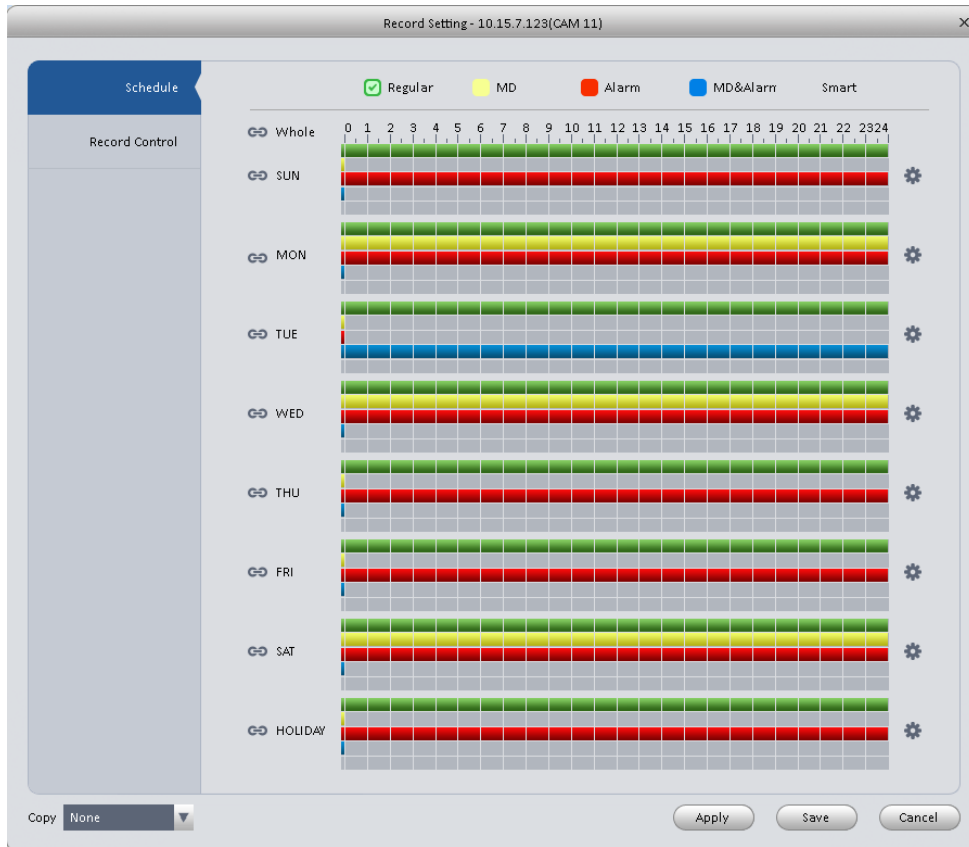 Record Setting - 10.15.7.123(CAM 11)
Schedule
Regular MD Alarm MD&Alarm Smart
Record Control
Whole 0 1 2 3 4 5 6 7 8 9 10 11 12 13 14 15 16 17 18 19 20 21 22 2324
SUN
MON
TUE
WED
THU
FRI
SAT
HOLIDAY
Copy None Apply Save Cancel